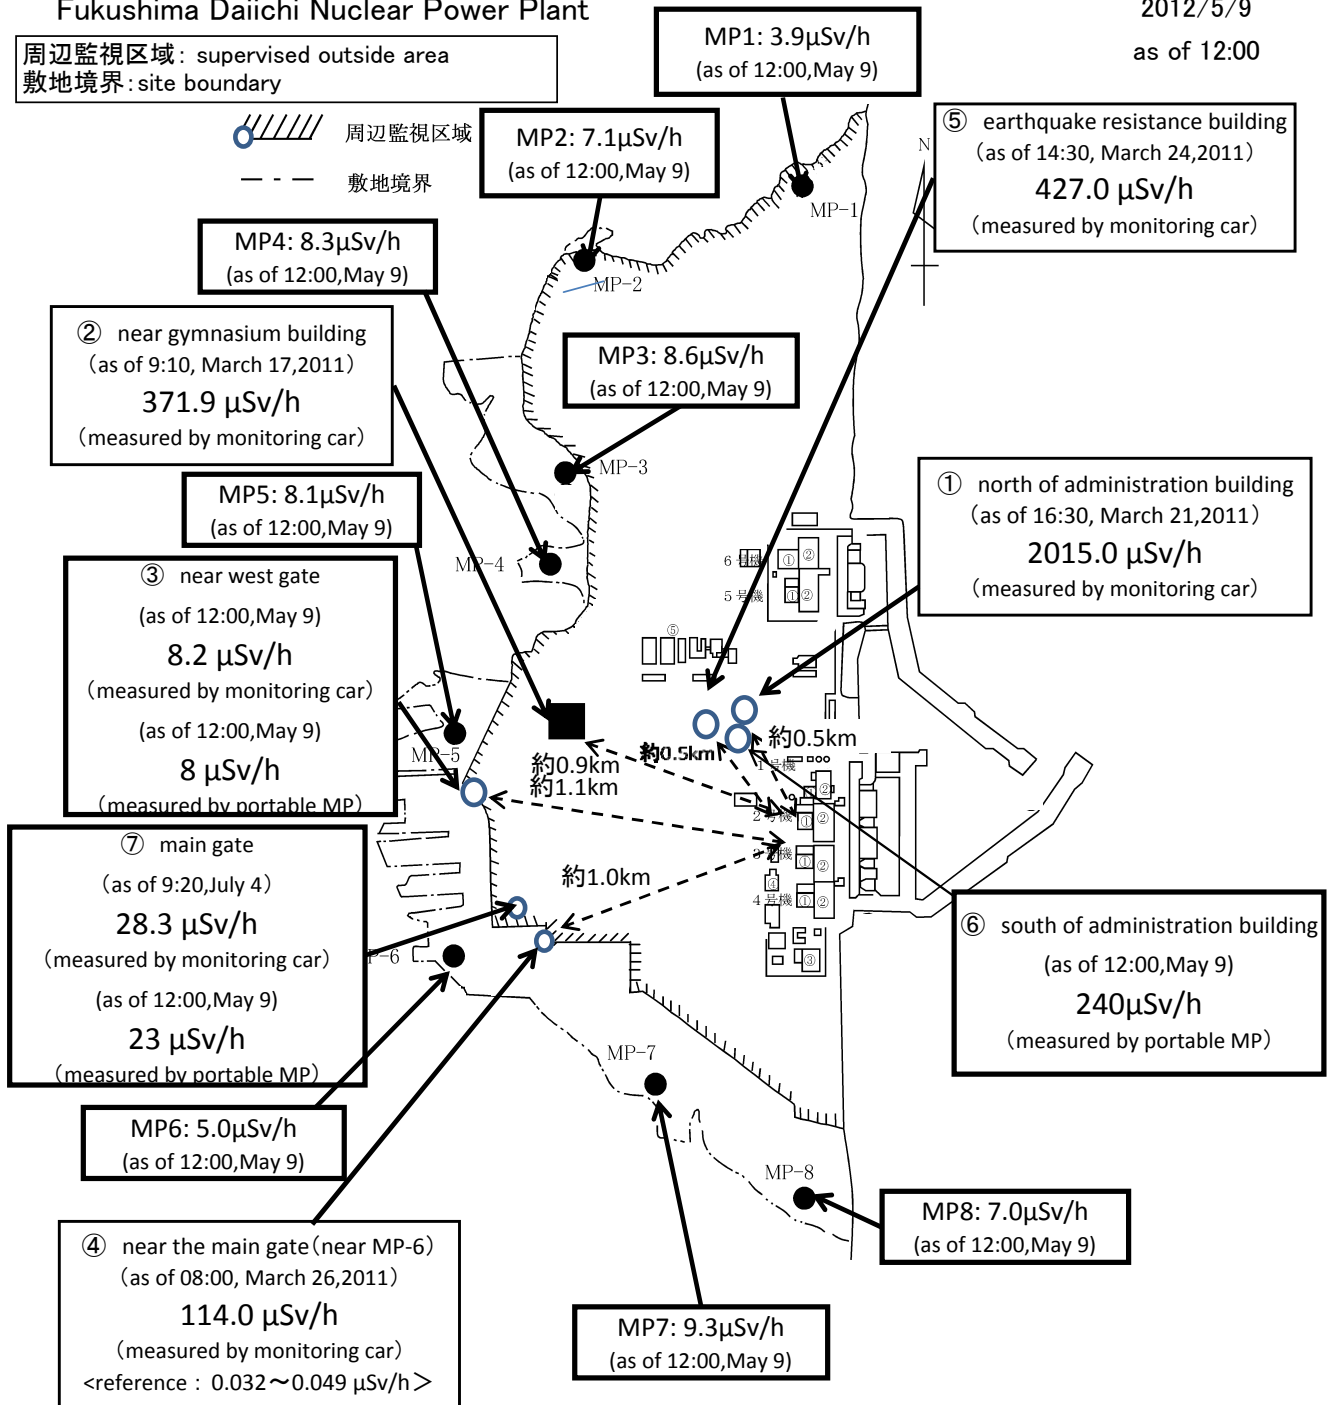 Fukushima Daiichi Nuclear Power Plant
2012/5/9
as of 12:00
周辺監視区域: supervised outside area
敷地境界:site boundary
周辺監視区域
敷地境界
MP1: 3.9μSv/h
(as of 12:00,May 9)
MP2: 7.1μSv/h
(as of 12:00,May 9)
⑤ earthquake resistance building
(as of 14:30, March 24,2011)
427.0 μSv/h
(measured by monitoring car)
N
MP-1
MP4: 8.3μSv/h
(as of 12:00,May 9)
MP-2
② near gymnasium building
(as of 9:10, March 17,2011)
371.9 μSv/h
(measured by monitoring car)
MP3: 8.6μSv/h
(as of 12:00,May 9)
MP-3
MP5: 8.1μSv/h
(as of 12:00,May 9)
① north of administration building
(as of 16:30, March 21,2011)
2015.0 μSv/h
(measured by monitoring car)
MP-4
6号機
①
②
5号機
①
②
③ near west gate
(as of 12:00,May 9)
8.2 μSv/h
(measured by monitoring car)
(as of 12:00,May 9)
8 μSv/h
(measured by portable MP)
⑤
MP-5
約0.9km
約1.1km
約0.5km
約0.5km
1号機
②
2号機
①
②
3号機
①
②
4号機
①
②
④
③
約1.0km
⑦ main gate
(as of 9:20,July 4)
28.3 μSv/h
(measured by monitoring car)
(as of 12:00,May 9)
23 μSv/h
(measured by portable MP)
P-6
⑥ south of administration building
(as of 12:00,May 9)
240μSv/h
(measured by portable MP)
MP-7
MP6: 5.0μSv/h
(as of 12:00,May 9)
MP-8
MP8: 7.0μSv/h
(as of 12:00,May 9)
④ near the main gate(near MP-6)
(as of 08:00, March 26,2011)
114.0 μSv/h
(measured by monitoring car)
<reference : 0.032～0.049 μSv/h>
MP7: 9.3μSv/h
(as of 12:00,May 9)